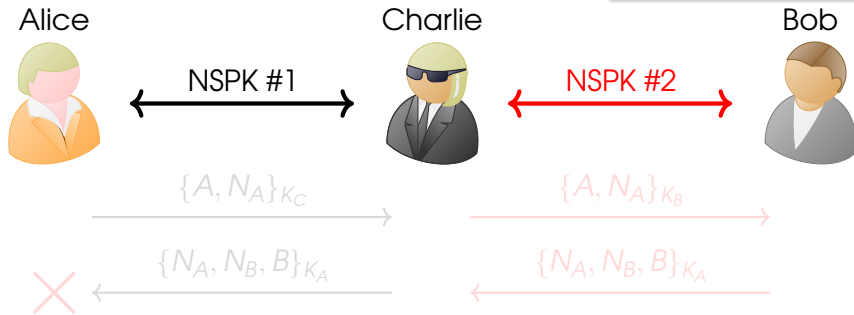 Alice Charlie Bob
NSPK #1 NSPK #2
{A, N_A}_{K_C} {A, N_A}_{K_B}
{N_A, N_B, B}_{K_A} {N_A, N_B, B}_{K_A}